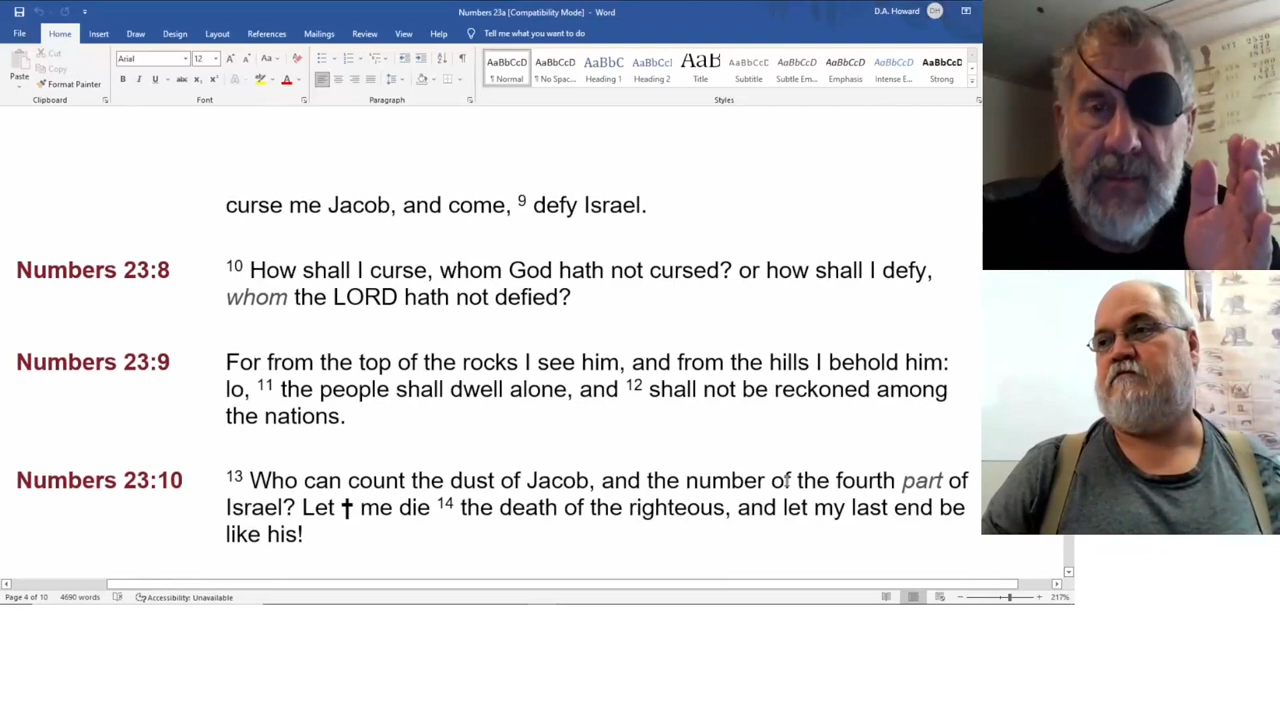 Numbers 23a [Compatibility Mode] - Word
D.A. Howard
DH
File Home Insert Draw Design Layout References Mailings Review View Help Tell me what you want to do
Paste
Cut
Copy
Format Painter
Clipboard
Arial 12
Font
Paragraph
AaBbCcD AaBbCcD AaBbC AaBbCcI AaB AaBbCcD AaBbCcD AaBbCcD AaBbCcD AaBbCcD
¶ Normal ¶ No Spac... Heading 1 Heading 2 Title Subtitle Subtle Em... Emphasis Intense E... Strong
Styles
curse me Jacob, and come, 9 defy Israel.
Numbers 23:8 10 How shall I curse, whom God hath not cursed? or how shall I defy,
whom the LORD hath not defied?
Numbers 23:9 For from the top of the rocks I see him, and from the hills I behold him:
lo, 11 the people shall dwell alone, and 12 shall not be reckoned among
the nations.
Numbers 23:10 13 Who can count the dust of Jacob, and the number of the fourth part of
Israel? Let ✝ me die 14 the death of the righteous, and let my last end be
like his!
Page 4 of 10 4690 words Accessibility: Unavailable 217%